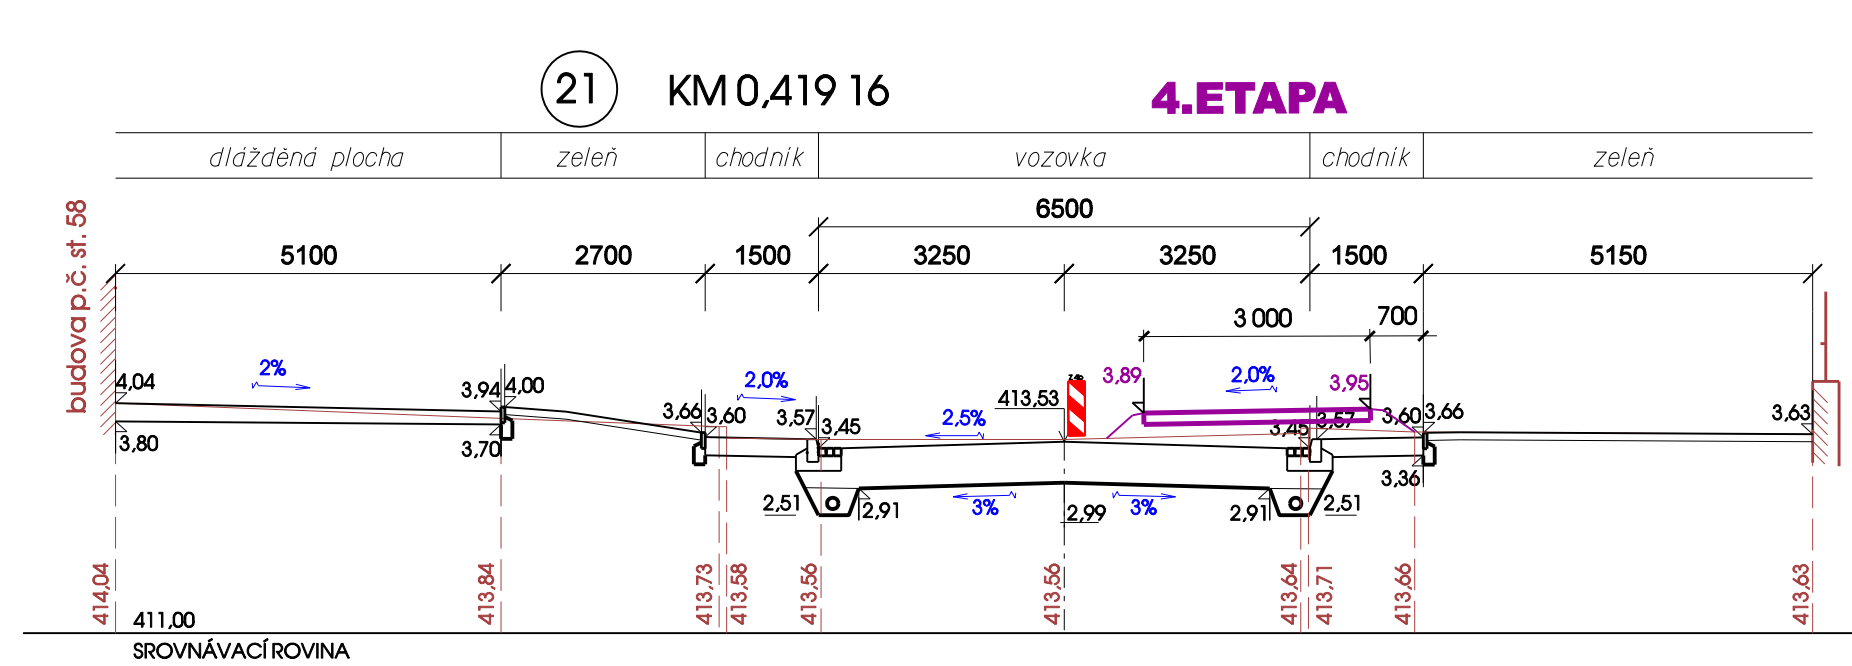 21 KM 0,419 16 4.ETAPA
dlážděná plocha zeleň chodník vozovka chodník zeleň
budova p.č. st. 58
6500
5100 2700 1500 3250 3250 1500 5150
3 000 700
2% 2,0% 2,0%
3,89 3,95
4,04 3,94 4,00 3,66 3,60 3,57 3,45 2,5% 413,53 3,45 3,57 3,60 3,66 3,63
3,80 3,70 3,36
2,51 2,91 3% 2,99 3% 2,91 2,51
414,04 413,84 413,73 413,58 413,56 413,56 413,64 413,71 413,66 413,63
411,00
SROVNÁVACÍ ROVINA